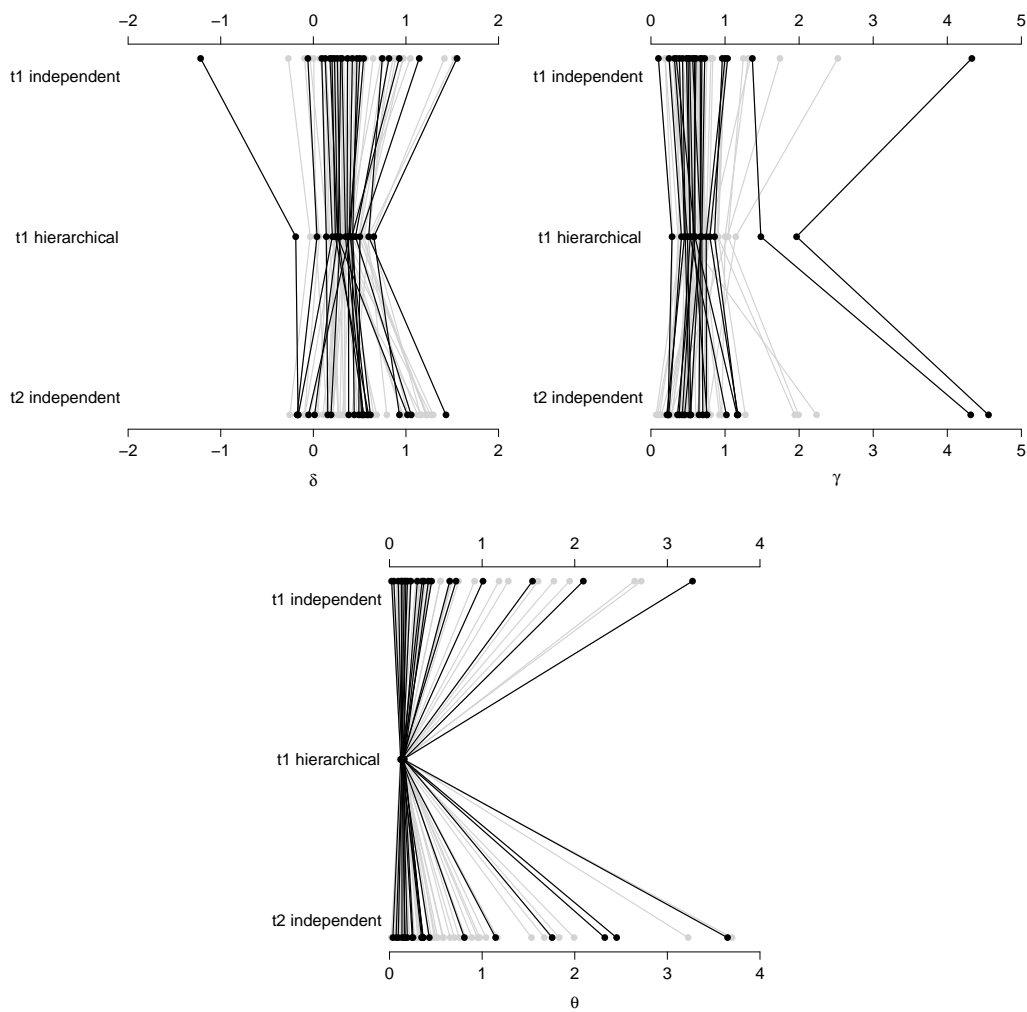 −2 −1 0 1 2
t1 independent
t1 hierarchical
t2 independent
−2 −1 0 1 2
δ
0 1 2 3 4 5
t1 independent
t1 hierarchical
t2 independent
0 1 2 3 4 5
γ
0 1 2 3 4
t1 independent
t1 hierarchical
t2 independent
0 1 2 3 4
θ